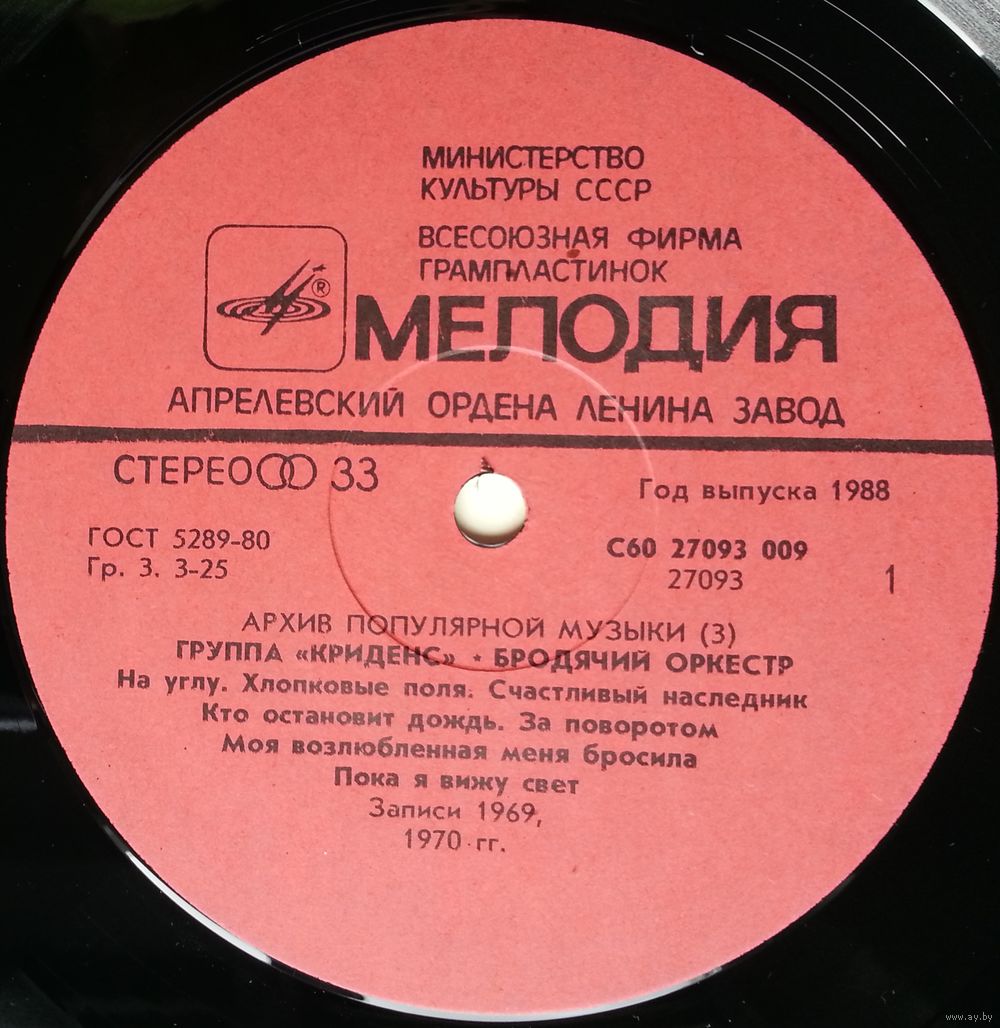 МИНИСТЕРСТВО
КУЛЬТУРЫ СССР
ВСЕСОЮЗНАЯ ФИРМА
ГРАМПЛАСТИНОК
®
МЕЛОДИЯ
АПРЕЛЕВСКИЙ ОРДЕНА ЛЕНИНА ЗАВОД
СТЕРЕО 33
Год выпуска 1988
ГОСТ 5289-80
Гр. 3. 3-25
С60 27093 009
27093
1
АРХИВ ПОПУЛЯРНОЙ МУЗЫКИ (3)
ГРУППА «КРИДЕНС» • БРОДЯЧИЙ ОРКЕСТР
На углу. Хлопковые поля. Счастливый наследник
Кто остановит дождь. За поворотом
Моя возлюбленная меня бросила
Пока я вижу свет
Записи 1969,
1970 гг.
www.ay.by